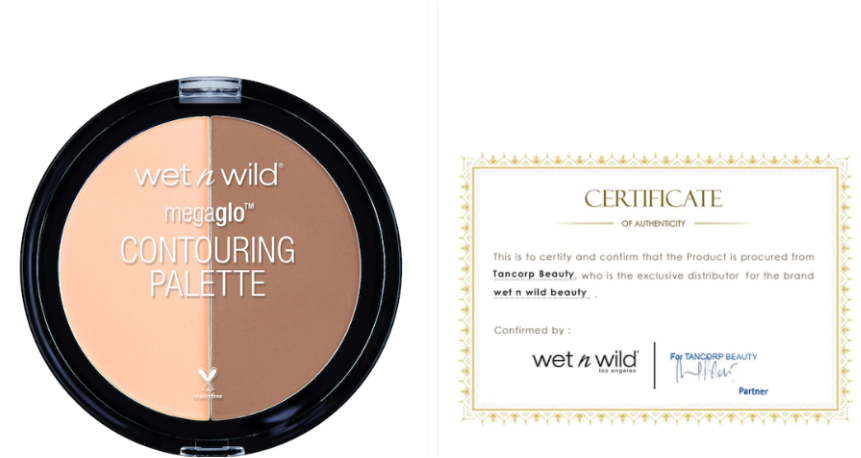 wet n wild®
megaglo™
CONTOURING
PALETTE
crueltyfree
CERTIFICATE
OF AUTHENTICITY
This is to certify and confirm that the Product is procured from
Tancorp Beauty, who is the exclusive distributor for the brand
wet n wild beauty .
Confirmed by :
wet n wild®
los angeles
For TANCORP BEAUTY
Partner